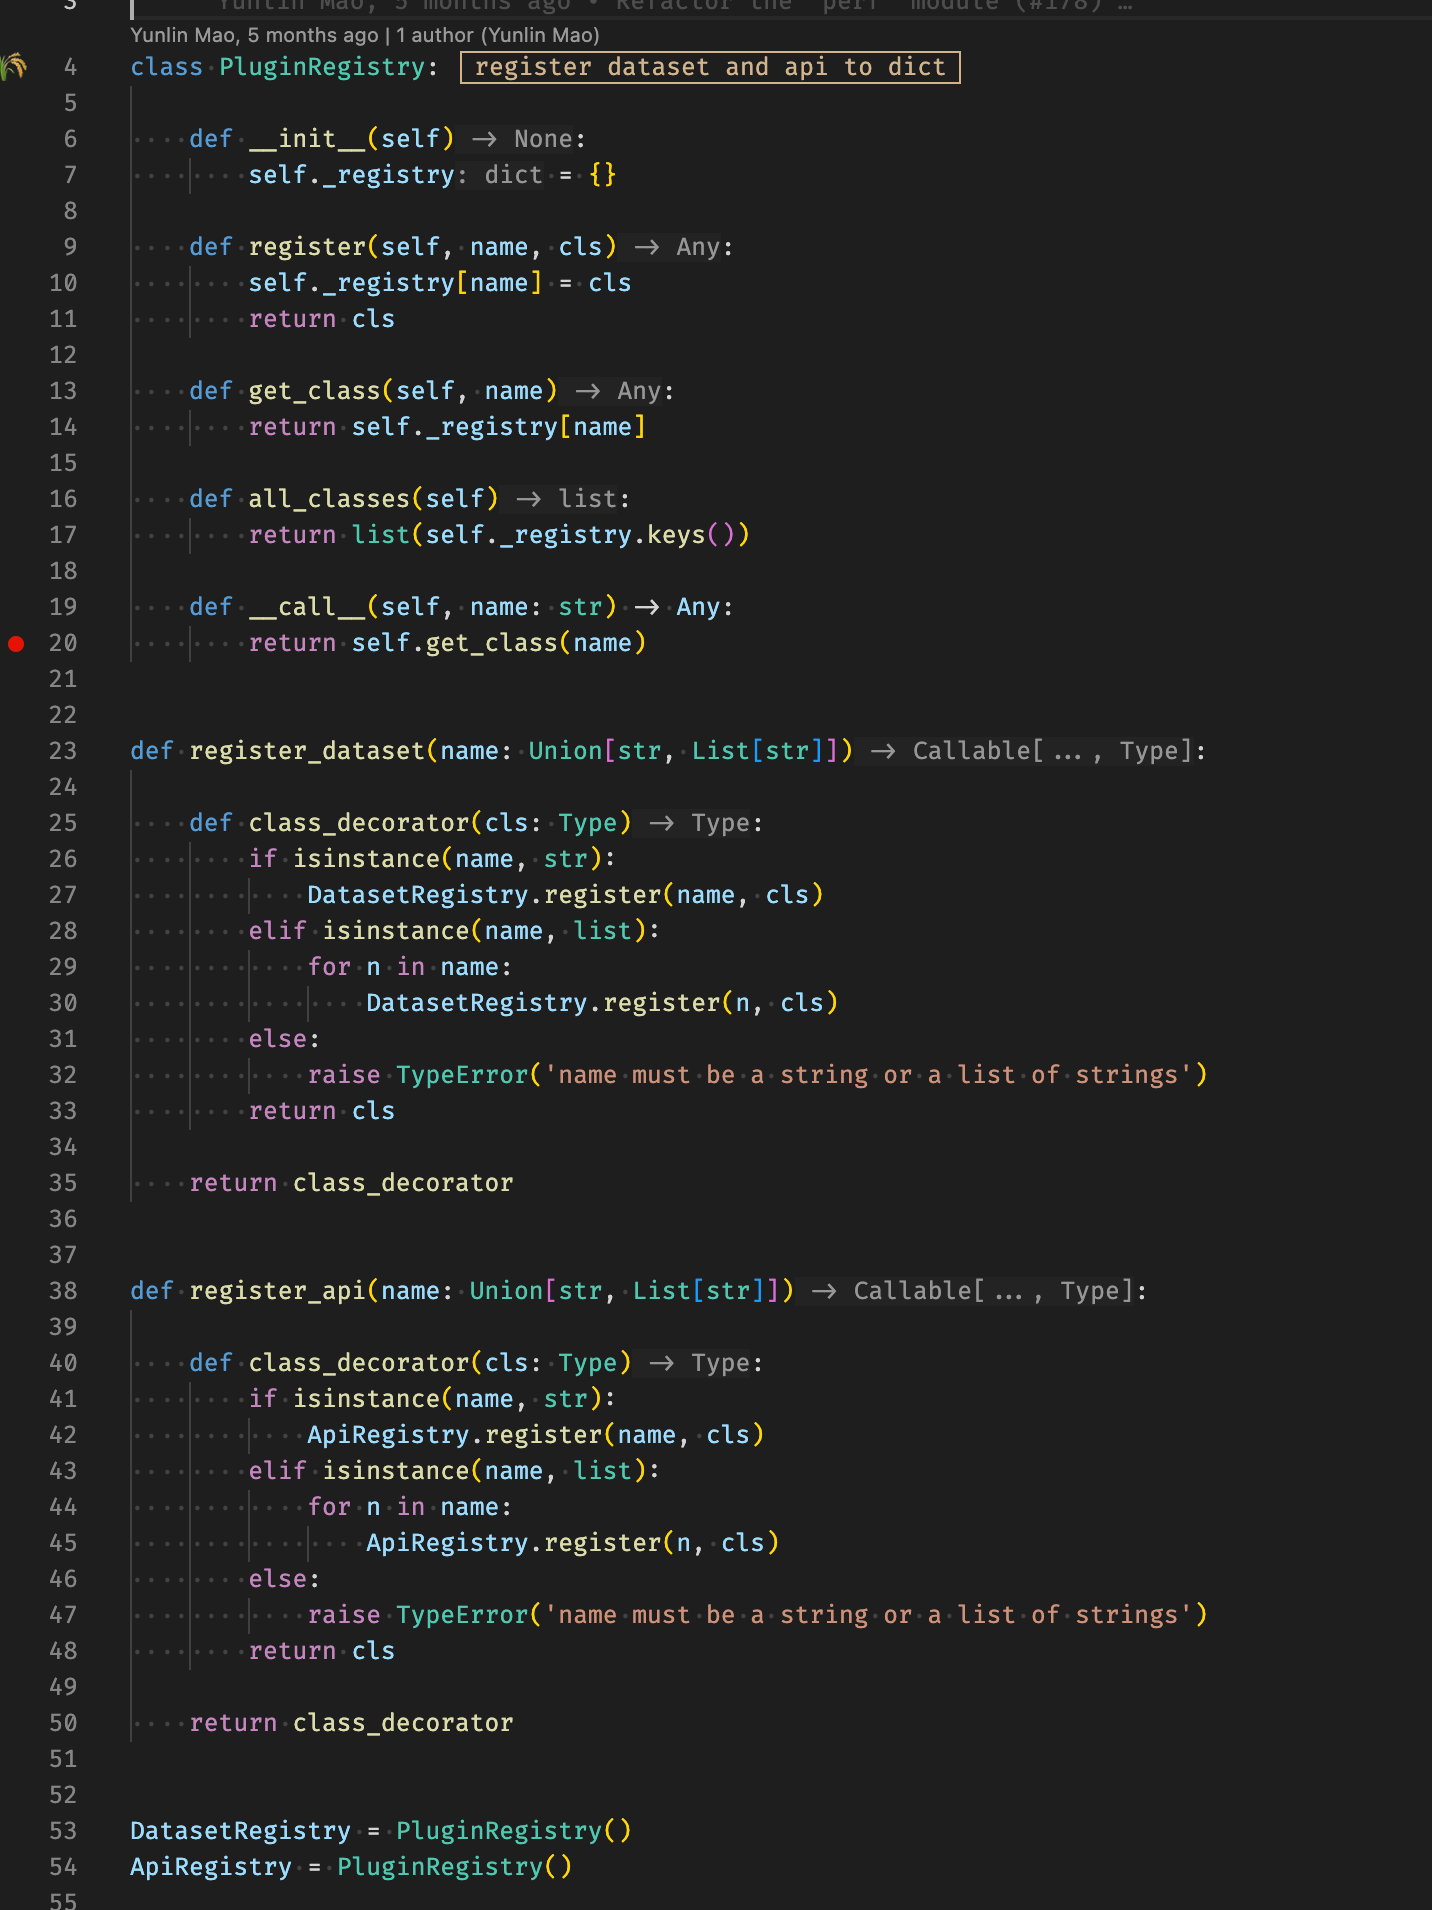 3 Yunlin Mao, 5 months ago • Refactor the `perf` module (#178) …
Yunlin Mao, 5 months ago | 1 author (Yunlin Mao)
4 class PluginRegistry: register dataset and api to dict
5
6     def __init__(self) -> None:
7         self._registry: dict = {}
8
9     def register(self, name, cls) -> Any:
10         self._registry[name] = cls
11         return cls
12
13     def get_class(self, name) -> Any:
14         return self._registry[name]
15
16     def all_classes(self) -> list:
17         return list(self._registry.keys())
18
19     def __call__(self, name: str) -> Any:
20         return self.get_class(name)
21
22
23 def register_dataset(name: Union[str, List[str]]) -> Callable[..., Type]:
24
25     def class_decorator(cls: Type) -> Type:
26         if isinstance(name, str):
27             DatasetRegistry.register(name, cls)
28         elif isinstance(name, list):
29             for n in name:
30                 DatasetRegistry.register(n, cls)
31         else:
32             raise TypeError('name must be a string or a list of strings')
33         return cls
34
35     return class_decorator
36
37
38 def register_api(name: Union[str, List[str]]) -> Callable[..., Type]:
39
40     def class_decorator(cls: Type) -> Type:
41         if isinstance(name, str):
42             ApiRegistry.register(name, cls)
43         elif isinstance(name, list):
44             for n in name:
45                 ApiRegistry.register(n, cls)
46         else:
47             raise TypeError('name must be a string or a list of strings')
48         return cls
49
50     return class_decorator
51
52
53 DatasetRegistry = PluginRegistry()
54 ApiRegistry = PluginRegistry()
55